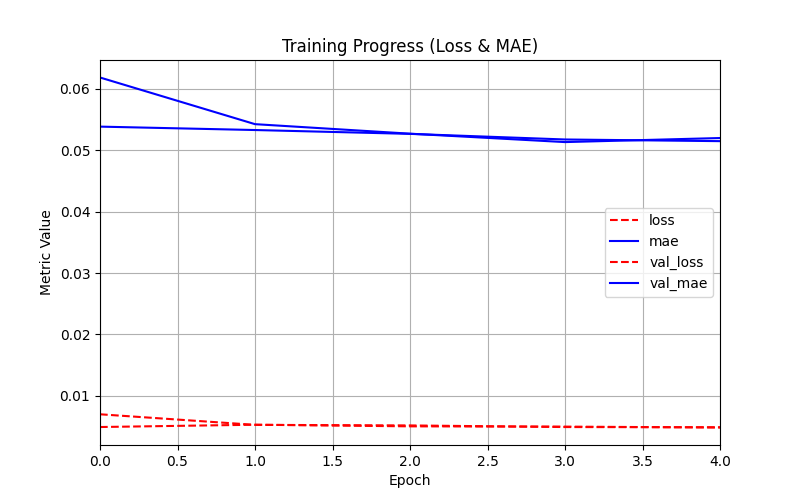 Training Progress (Loss & MAE)
Metric Value
0.06
0.05
0.04
0.03
0.02
0.01
loss
mae
val_loss
val_mae
0.0 0.5 1.0 1.5 2.0 2.5 3.0 3.5 4.0
Epoch